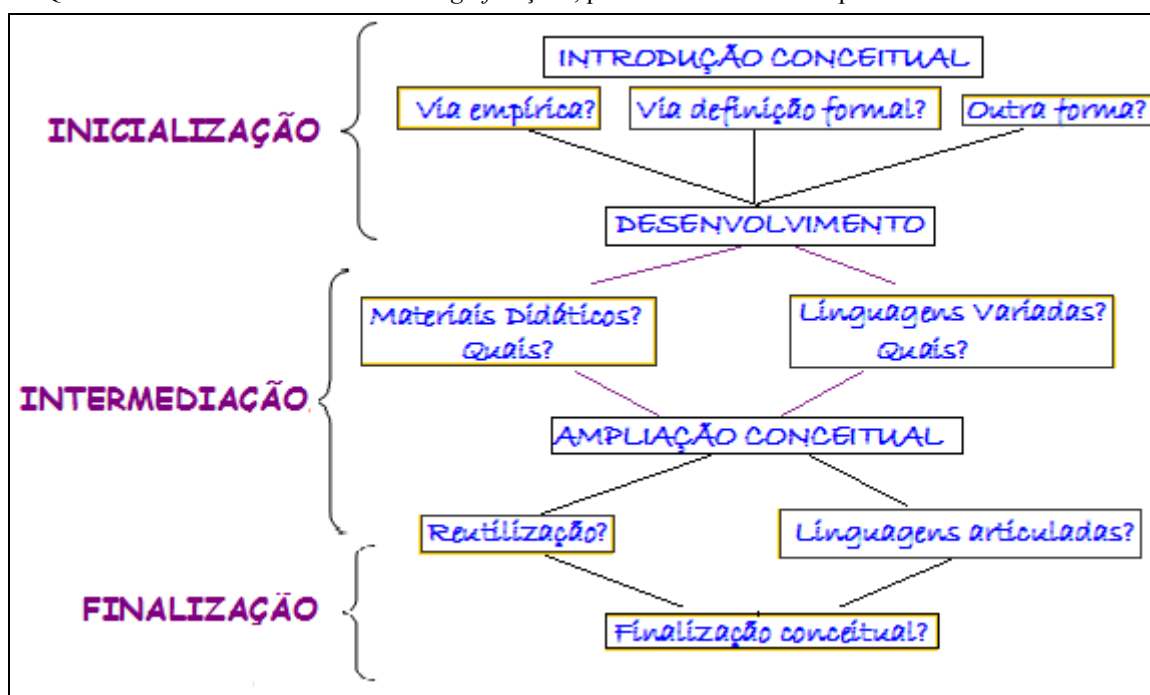 INTRODUÇÃO CONCEITUAL
Via empírica?
Via definição formal?
Outra forma?
INICIALIZAÇÃO
DESENVOLVIMENTO
Materiais Didáticos?
Quais?
Linguagens Variadas?
Quais?
INTERMEDIAÇÃO
AMPLIAÇÃO CONCEITUAL
Reutilização?
Linguagens articuladas?
FINALIZAÇÃO
Finalização conceitual?